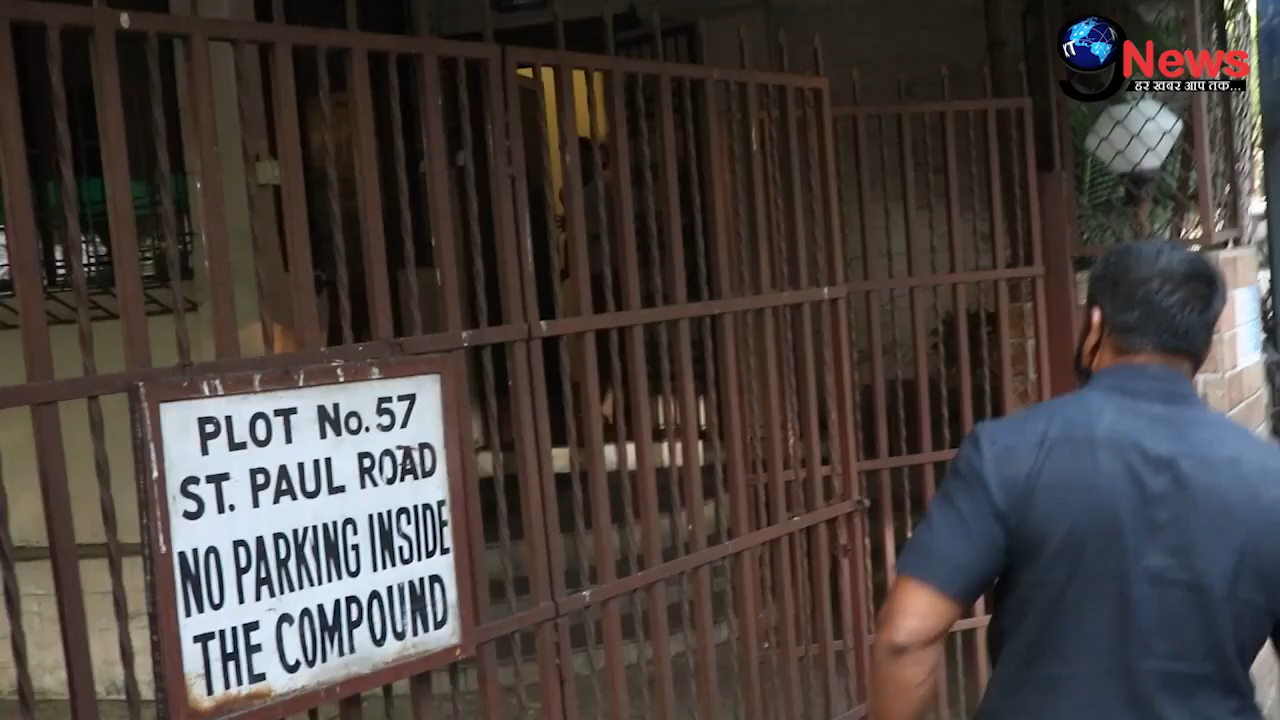 News
हर खबर आप तक...
PLOT No.57
ST. PAUL ROAD
NO PARKING INSIDE
THE COMPOUND